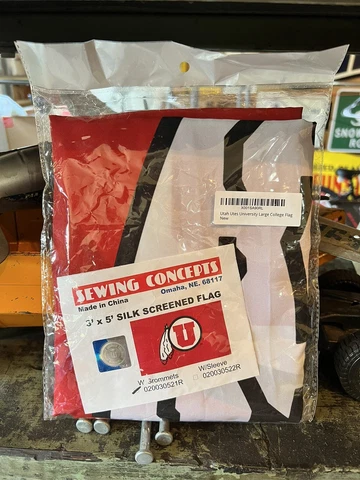 SNOW
Utah Utes University Large College Flag
New
SEWING CONCEPTS
Made in China
Omaha, NE. 68117
3' x 5' SILK SCREENED FLAG
U
W/Grommets
020030521R
W/Sleeve
020030522R